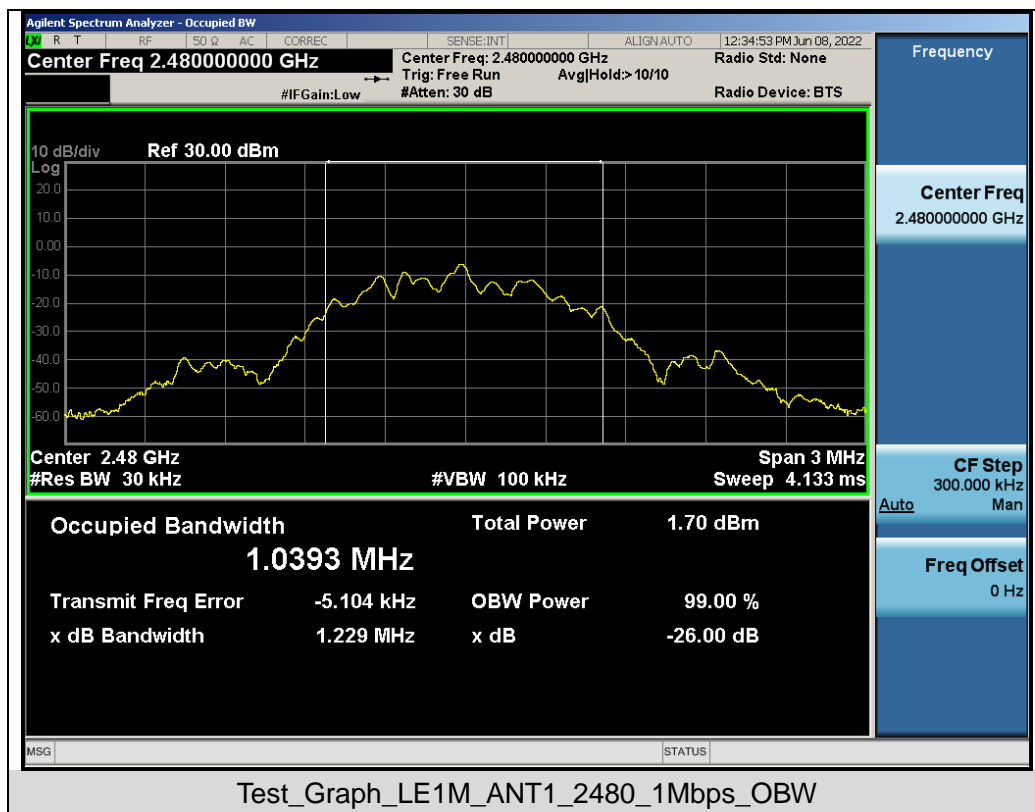 Agilent Spectrum Analyzer - Occupied BW
LXI R T RF 50 Ω AC CORREC SENSE:INT ALIGN AUTO 12:34:53 PM Jun 08, 2022
Center Freq 2.480000000 GHz
Center Freq: 2.480000000 GHz Radio Std: None
Trig: Free Run Avg|Hold:> 10/10
#IFGain:Low #Atten: 30 dB Radio Device: BTS
Frequency
10 dB/div Ref 30.00 dBm
Log
20.0
10.0
0.00
-10.0
-20.0
-30.0
-40.0
-50.0
-60.0
Center 2.48 GHz Span 3 MHz
#Res BW 30 kHz #VBW 100 kHz Sweep 4.133 ms
Center Freq
2.480000000 GHz
CF Step
300.000 kHz
Auto Man
Freq Offset
0 Hz
Occupied Bandwidth Total Power 1.70 dBm
1.0393 MHz
Transmit Freq Error -5.104 kHz OBW Power 99.00 %
x dB Bandwidth 1.229 MHz x dB -26.00 dB
MSG STATUS
Test_Graph_LE1M_ANT1_2480_1Mbps_OBW